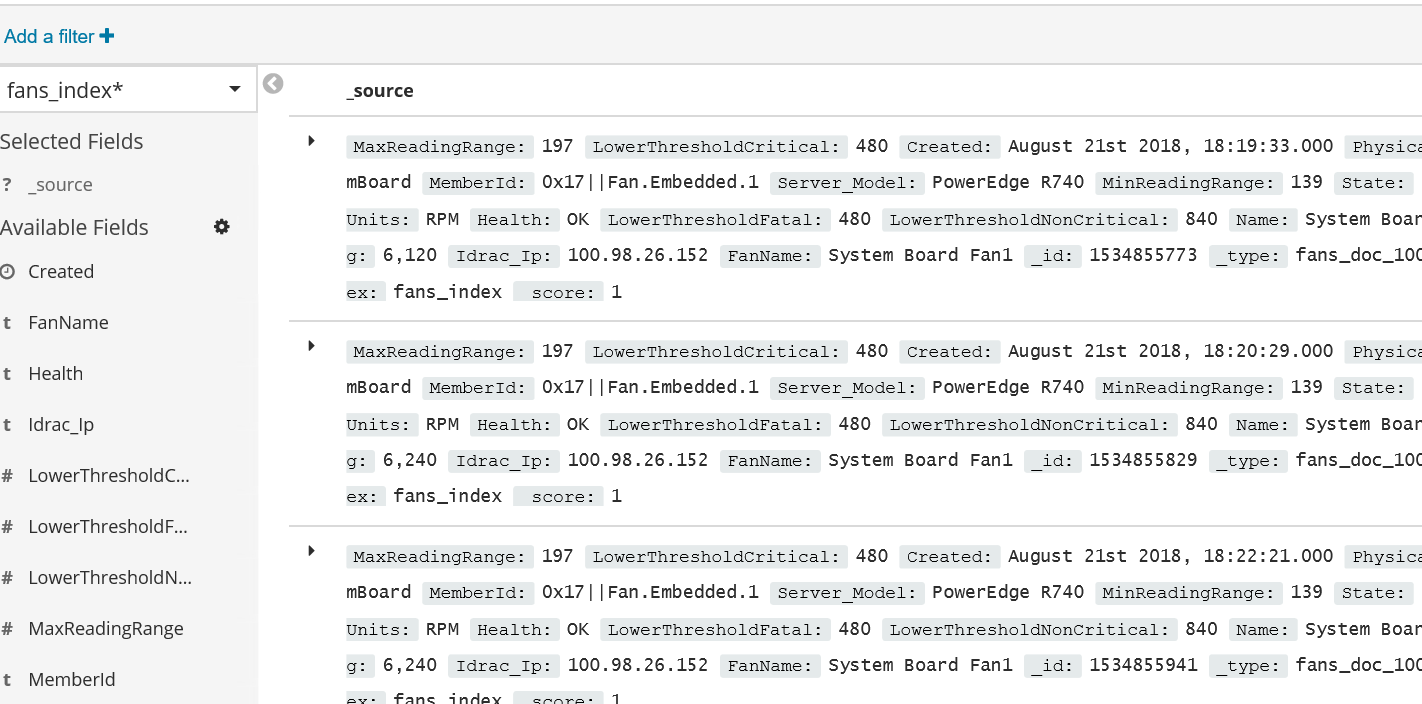 Add a filter +
fans_index*
_source
Selected Fields
? _source
Available Fields
Created
t FanName
t Health
t Idrac_Ip
# LowerThresholdC...
# LowerThresholdF...
# LowerThresholdN...
# MaxReadingRange
t MemberId
MaxReadingRange: 197 LowerThresholdCritical: 480 Created: August 21st 2018, 18:19:33.000 Physica
mBoard MemberId: 0x17||Fan.Embedded.1 Server_Model: PowerEdge R740 MinReadingRange: 139 State:
Units: RPM Health: OK LowerThresholdFatal: 480 LowerThresholdNonCritical: 840 Name: System Boar
g: 6,120 Idrac_Ip: 100.98.26.152 FanName: System Board Fan1 _id: 1534855773 _type: fans_doc_100
ex: fans_index score: 1
MaxReadingRange: 197 LowerThresholdCritical: 480 Created: August 21st 2018, 18:20:29.000 Physica
mBoard MemberId: 0x17||Fan.Embedded.1 Server_Model: PowerEdge R740 MinReadingRange: 139 State:
Units: RPM Health: OK LowerThresholdFatal: 480 LowerThresholdNonCritical: 840 Name: System Boar
g: 6,240 Idrac_Ip: 100.98.26.152 FanName: System Board Fan1 _id: 1534855829 _type: fans_doc_100
ex: fans_index score: 1
MaxReadingRange: 197 LowerThresholdCritical: 480 Created: August 21st 2018, 18:22:21.000 Physica
mBoard MemberId: 0x17||Fan.Embedded.1 Server_Model: PowerEdge R740 MinReadingRange: 139 State:
Units: RPM Health: OK LowerThresholdFatal: 480 LowerThresholdNonCritical: 840 Name: System Boar
g: 6,240 Idrac_Ip: 100.98.26.152 FanName: System Board Fan1 _id: 1534855941 _type: fans_doc_100
ex: fans_index score: 1